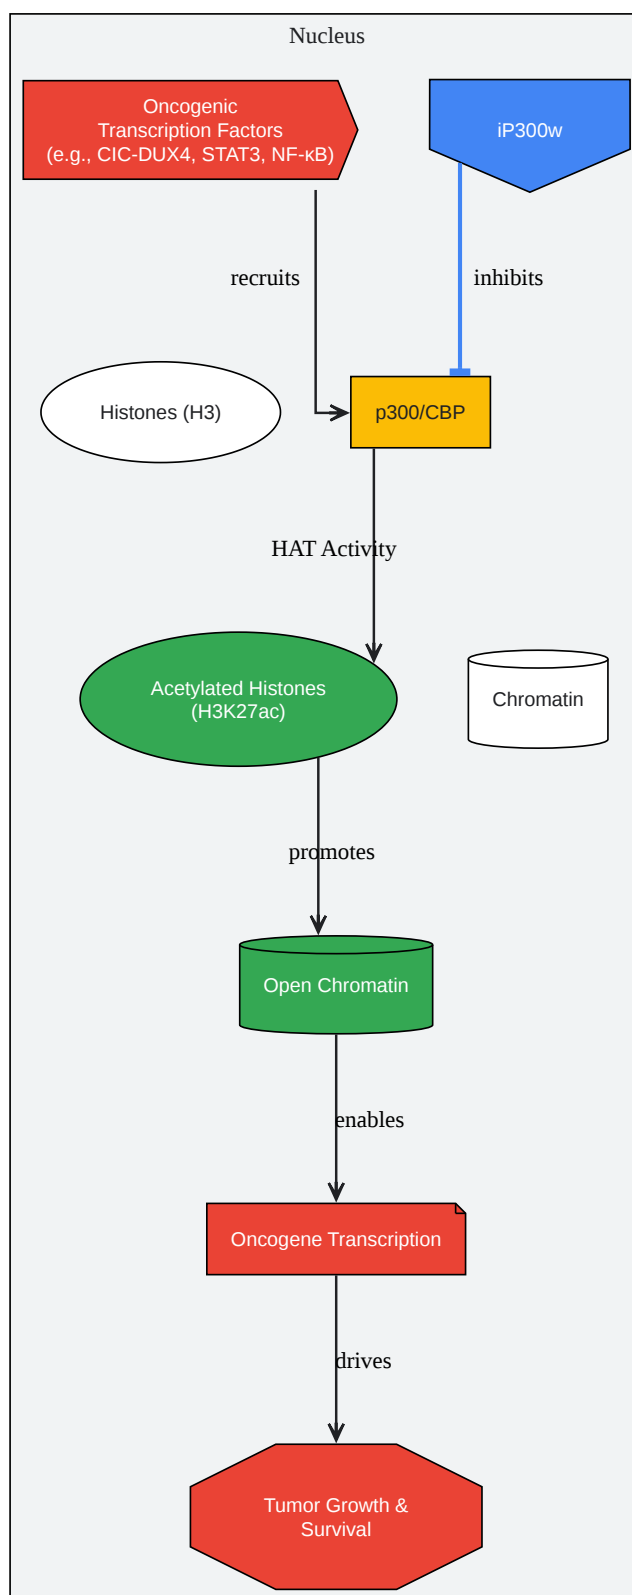 Nucleus
Oncogenic
Transcription Factors
(e.g., CIC-DUX4, STAT3, NF-κB)
iP300w
recruits
inhibits
Histones (H3)
p300/CBP
HAT Activity
Acetylated Histones
(H3K27ac)
Chromatin
promotes
Open Chromatin
enables
Oncogene Transcription
drives
Tumor Growth &
Survival